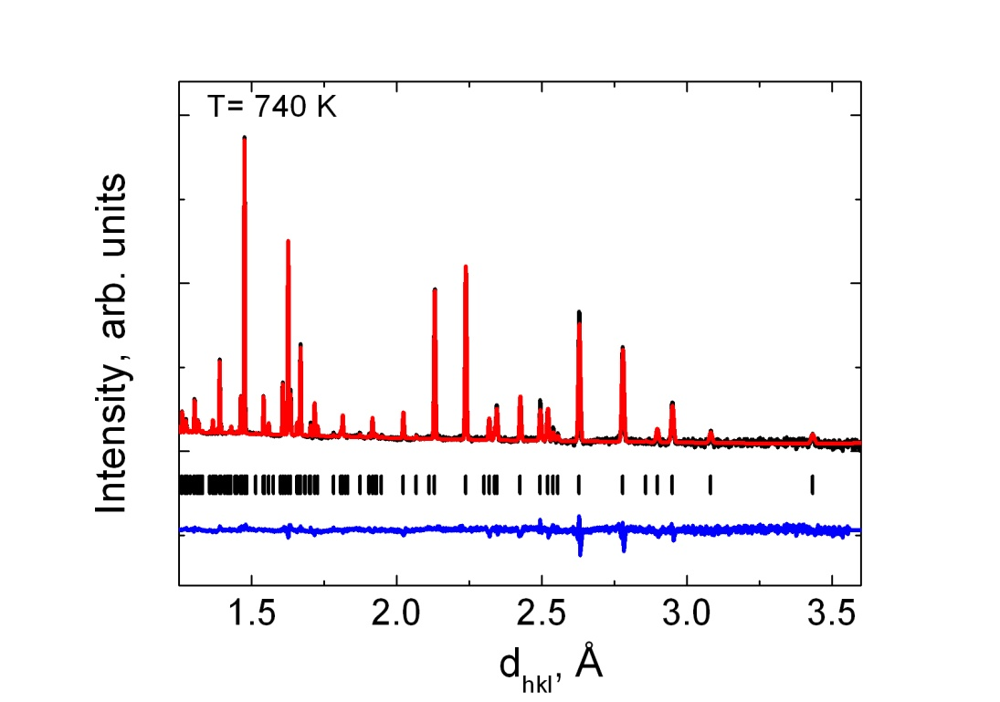 T= 740 K
Intensity, arb. units
1.5 2.0 2.5 3.0 3.5
dhkl, Å